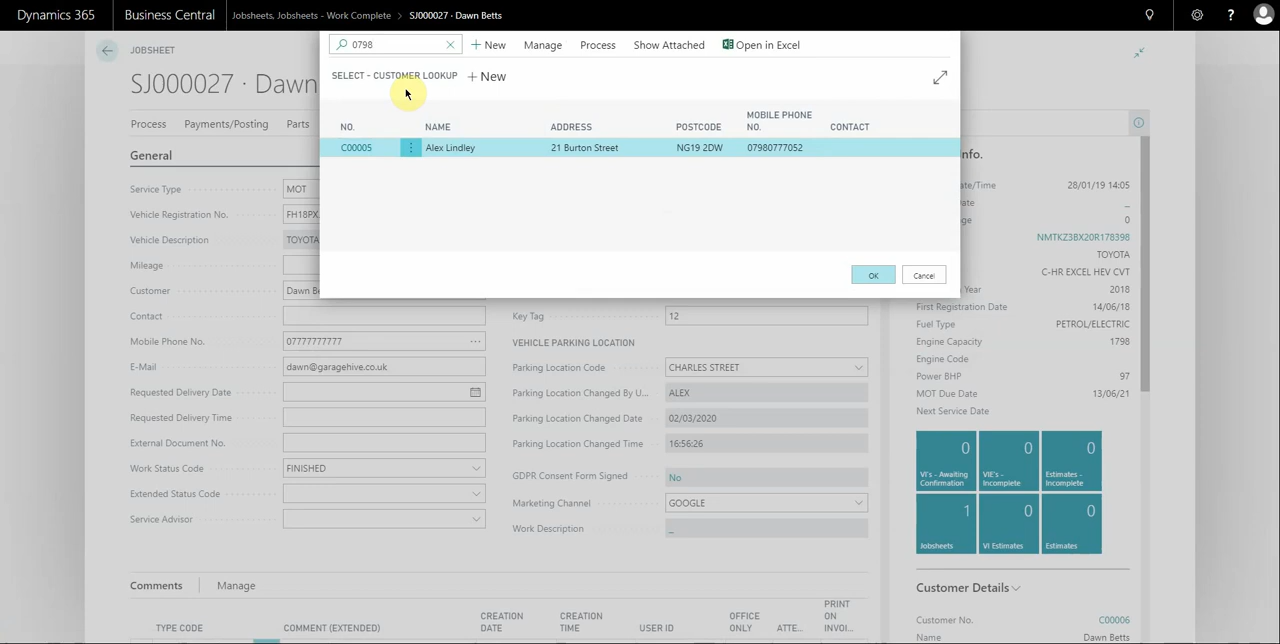 Dynamics 365 Business Central Jobsheets, Jobsheets - Work Complete > SJ000027 · Dawn Betts ?
JOBSHEET
SJ000027 · Dawn
Process Payments/Posting Parts
0798 + New Manage Process Show Attached Open in Excel
SELECT - CUSTOMER LOOKUP + New
NO. NAME ADDRESS POSTCODE MOBILE PHONE NO. CONTACT
C00005 Alex Lindley 21 Burton Street NG19 2DW 07980777052
OK Cancel
General
Service Type MOT
Vehicle Registration No. FH18PX
Vehicle Description TOYOTA
Mileage
Customer Dawn Be
Contact
Mobile Phone No. 07777777777 ...
E-Mail dawn@garagehive.co.uk
Requested Delivery Date
Requested Delivery Time
External Document No.
Work Status Code FINISHED
Extended Status Code
Service Advisor
Key Tag 12
VEHICLE PARKING LOCATION
Parking Location Code CHARLES STREET
Parking Location Changed By U... ALEX
Parking Location Changed Date 02/03/2020
Parking Location Changed Time 16:56:26
GDPR Consent Form Signed No
Marketing Channel GOOGLE
Work Description _
nfo.
ate/Time 28/01/19 14:05
ate _
ge 0
NMTKZ3BX20R178398
TOYOTA
C-HR EXCEL HEV CVT
Year 2018
First Registration Date 14/06/18
Fuel Type PETROL/ELECTRIC
Engine Capacity 1798
Engine Code
Power BHP 97
MOT Due Date 13/06/21
Next Service Date
0 VI's - Awaiting Confirmation
0 VIE's - Incomplete
0 Estimates - Incomplete
1 Jobsheets
0 VI Estimates
0 Estimates
Customer Details
Customer No. C00006
Name Dawn Betts
Comments Manage
TYPE CODE COMMENT (EXTENDED) CREATION DATE CREATION TIME USER ID OFFICE ONLY ATTE... PRINT ON INVOI...